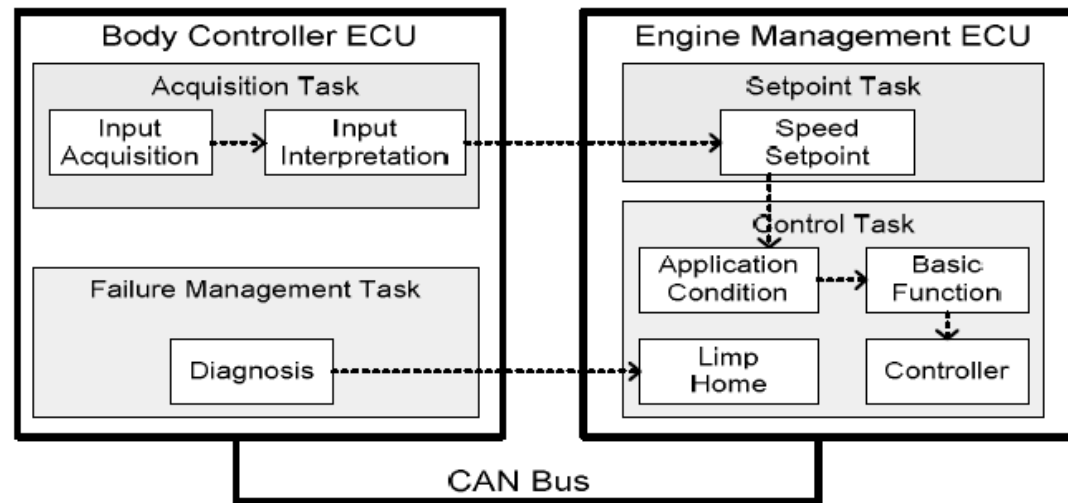 Body Controller ECU
Acquisition Task
Input
Acquisition
Input
Interpretation
Failure Management Task
Diagnosis
Engine Management ECU
Setpoint Task
Speed
Setpoint
Control Task
Application
Condition
Basic
Function
Limp
Home
Controller
CAN Bus